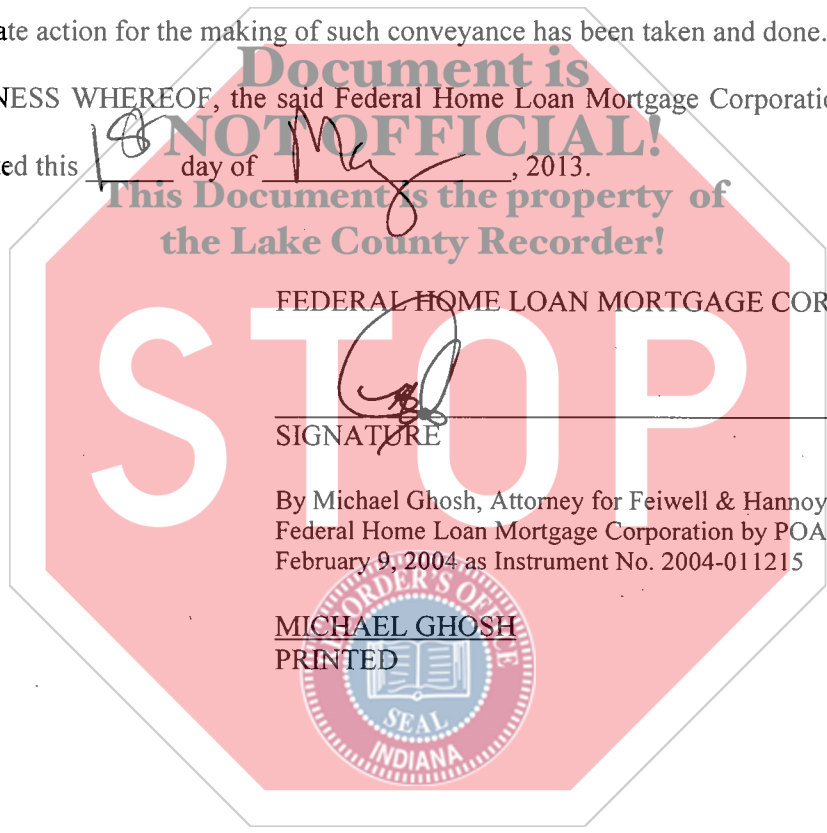 ate action for the making of such conveyance has been taken and done.
Document is
NESS WHEREOF, the said Federal Home Loan Mortgage Corporatio
NOT OFFICIAL!
ed this 18 day of May, 2013.
This Document is the property of
the Lake County Recorder!
FEDERAL HOME LOAN MORTGAGE COR
STOP
SIGNATURE
By Michael Ghosh, Attorney for Feiwell & Hannoy
Federal Home Loan Mortgage Corporation by POA
February 9, 2004 as Instrument No. 2004-011215
RECORDER'S OFFICE
MICHAEL GHOSH
PRINTED
SEAL
INDIANA